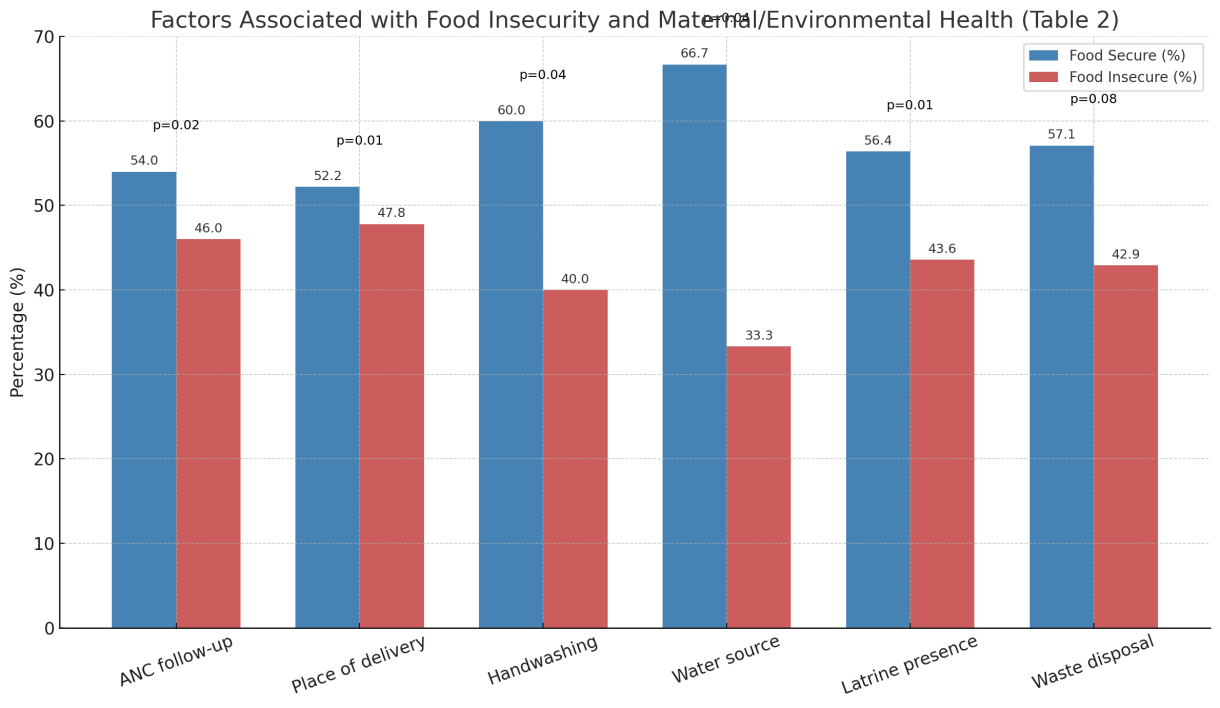 Factors Associated with Food Insecurity and Maternal/Environmental Health (Table 2)
p=0.04
70
60
50
40
30
20
10
0
Percentage (%)
Food Secure (%)
Food Insecure (%)
p=0.02
54.0
46.0
p=0.01
52.2
47.8
p=0.04
60.0
40.0
66.7
33.3
p=0.01
56.4
43.6
p=0.08
57.1
42.9
ANC follow-up
Place of delivery
Handwashing
Water source
Latrine presence
Waste disposal